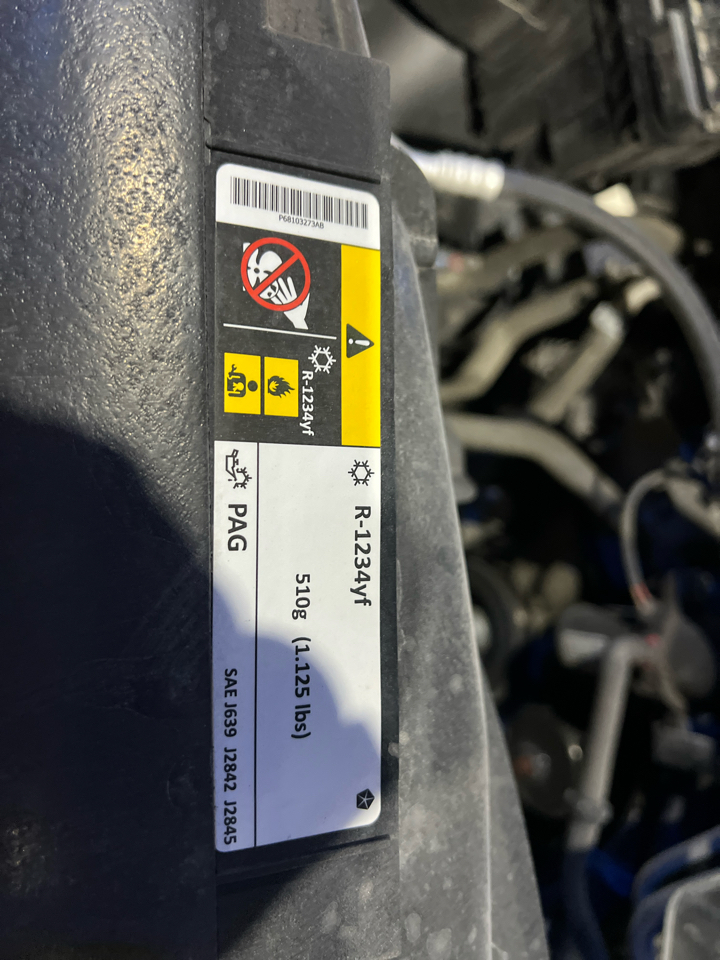 P68103273AB
R-1234yf
R-1234yf
510g (1.125 lbs)
PAG
SAE J639 J2842 J2845